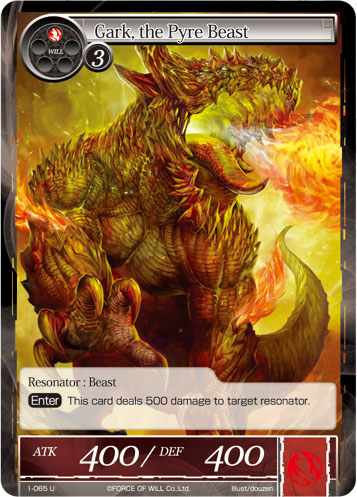 Gark, the Pyre Beast
WILL
3
Resonator : Beast
Enter This card deals 500 damage to target resonator.
ATK 400 / DEF 400
1-065 U ©FORCE OF WILL Co.,Ltd. Illust/douzen